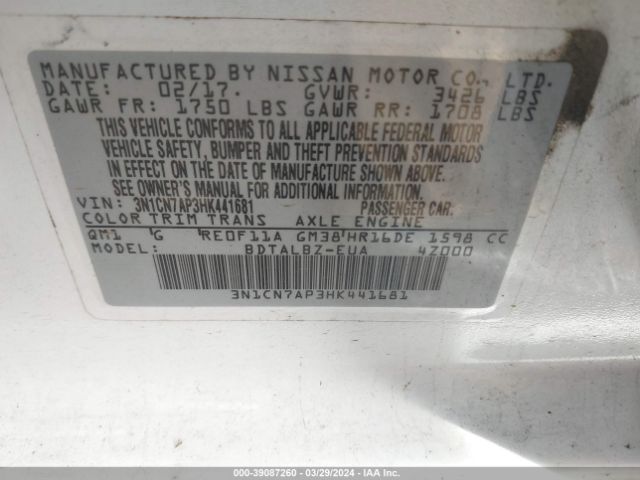 MANUFACTURED BY NISSAN MOTOR CO., LTD.
DATE: 02/17. GVWR: 3426 LBS
GAWR FR: 1750 LBS GAWR RR: 1708 LBS
THIS VEHICLE CONFORMS TO ALL APPLICABLE FEDERAL MOTOR
VEHICLE SAFETY, BUMPER AND THEFT PREVENTION STANDARDS
IN EFFECT ON THE DATE OF MANUFACTURE SHOWN ABOVE.
SEE OWNER'S MANUAL FOR ADDITIONAL INFORMATION.
VIN: 3N1CN7AP3HK441681 PASSENGER CAR.
COLOR TRIM TRANS AXLE ENGINE
QM1 G RE0F11A GM38 HR16DE 1598 CC
MODEL: BDTALBZ-EUA 4Z000
3N1CN7AP3HK441681
000-39087260 | 03/29/2024 | IAA Inc.